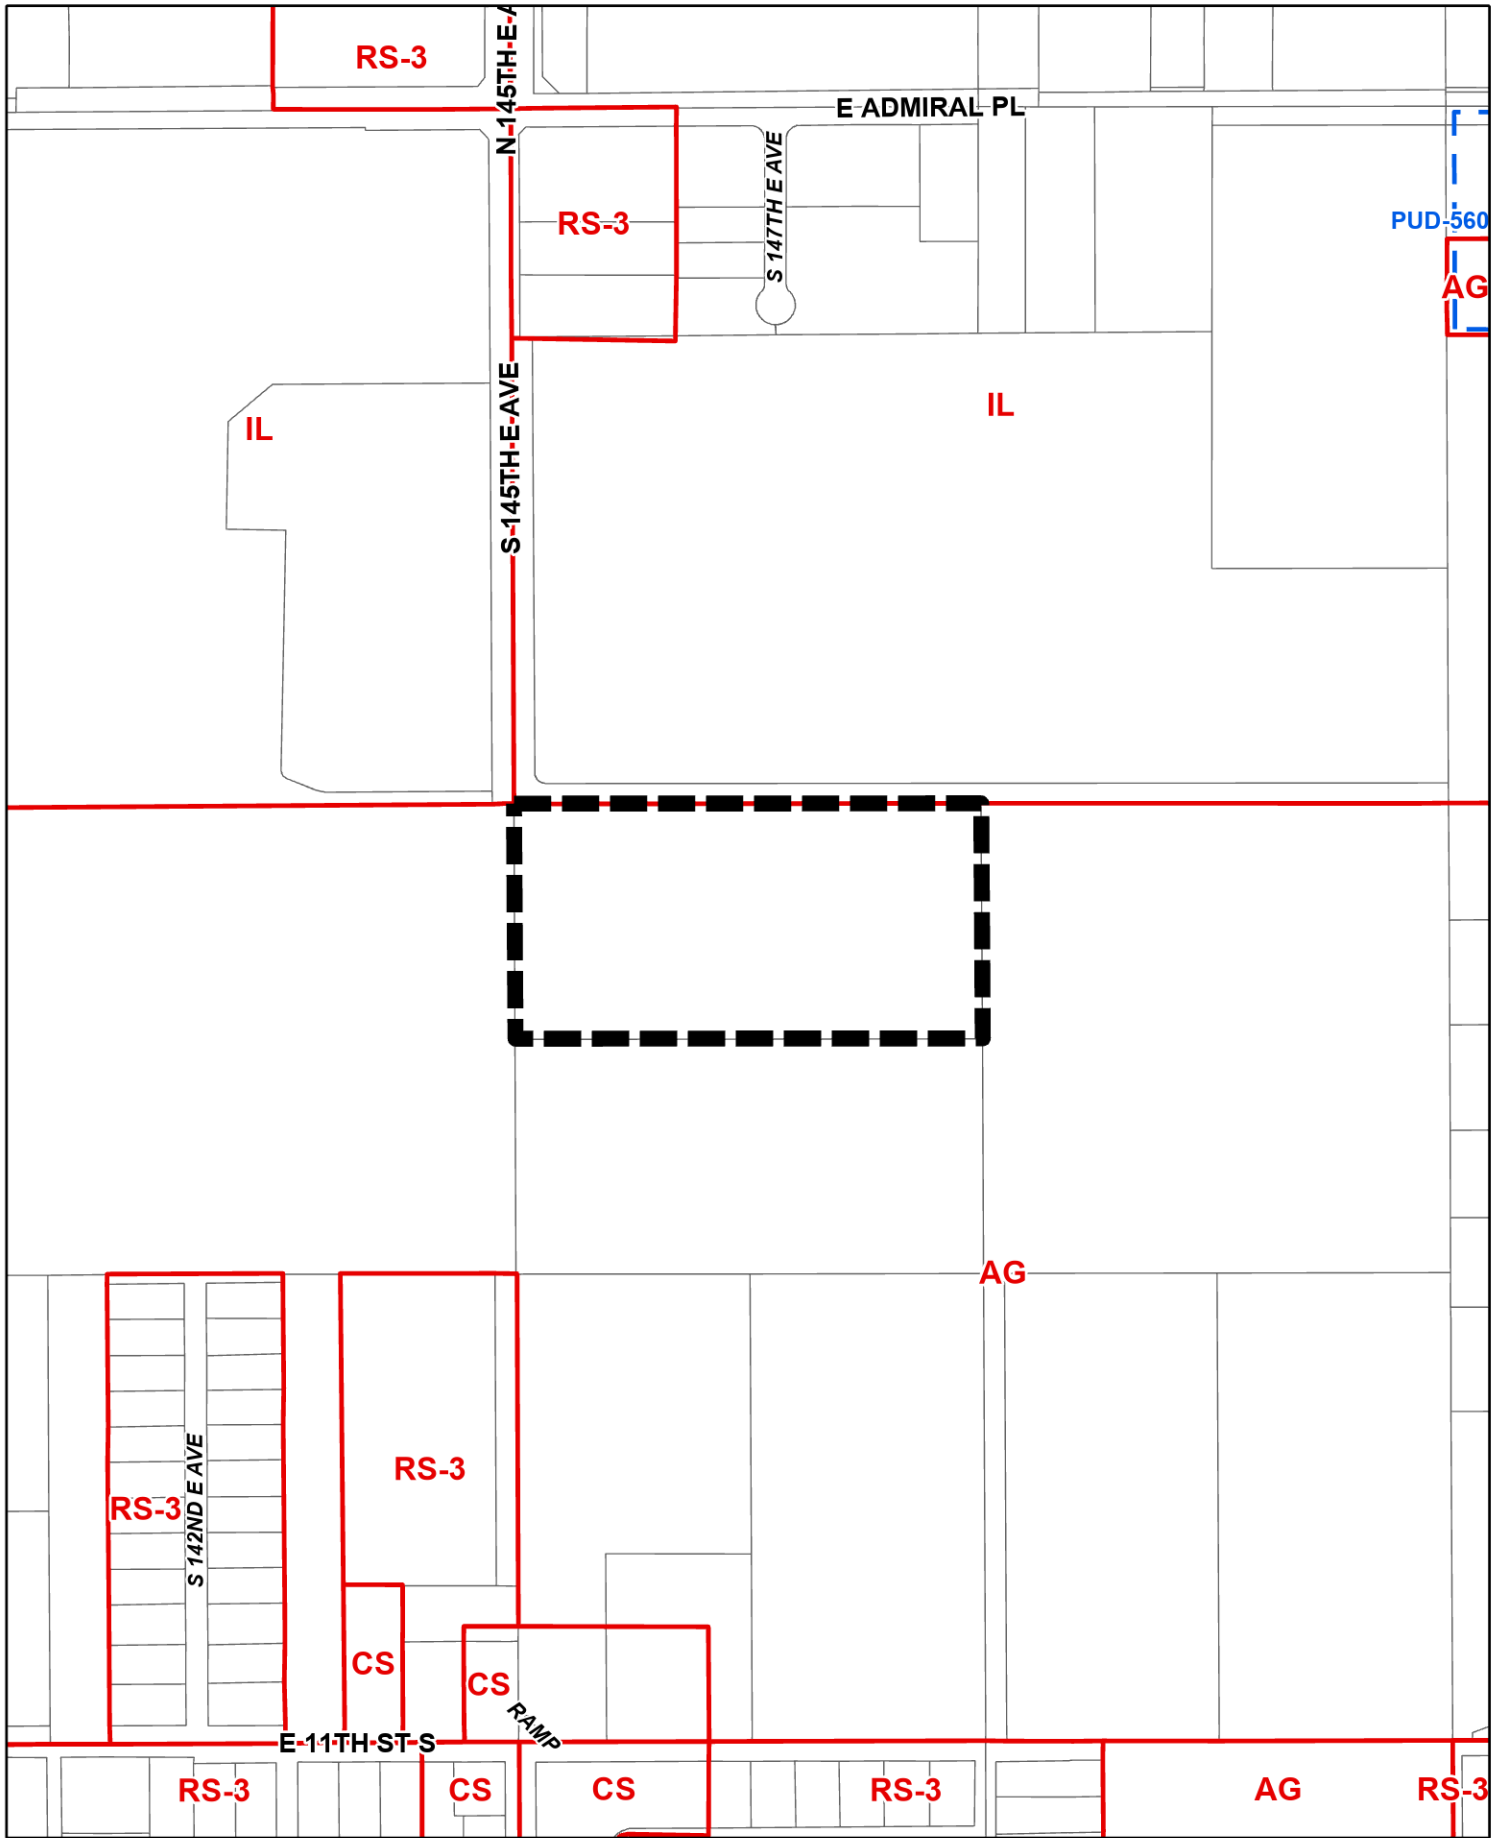 RS-3
N 145TH E A
E ADMIRAL PL
S 147TH E AVE
RS-3
PUD-560
AG
IL
IL
S 145TH E AVE
AG
RS-3
RS-3
S 142ND E AVE
CS
CS
RAMP
E 11TH ST S
RS-3
CS
CS
RS-3
AG
RS-3